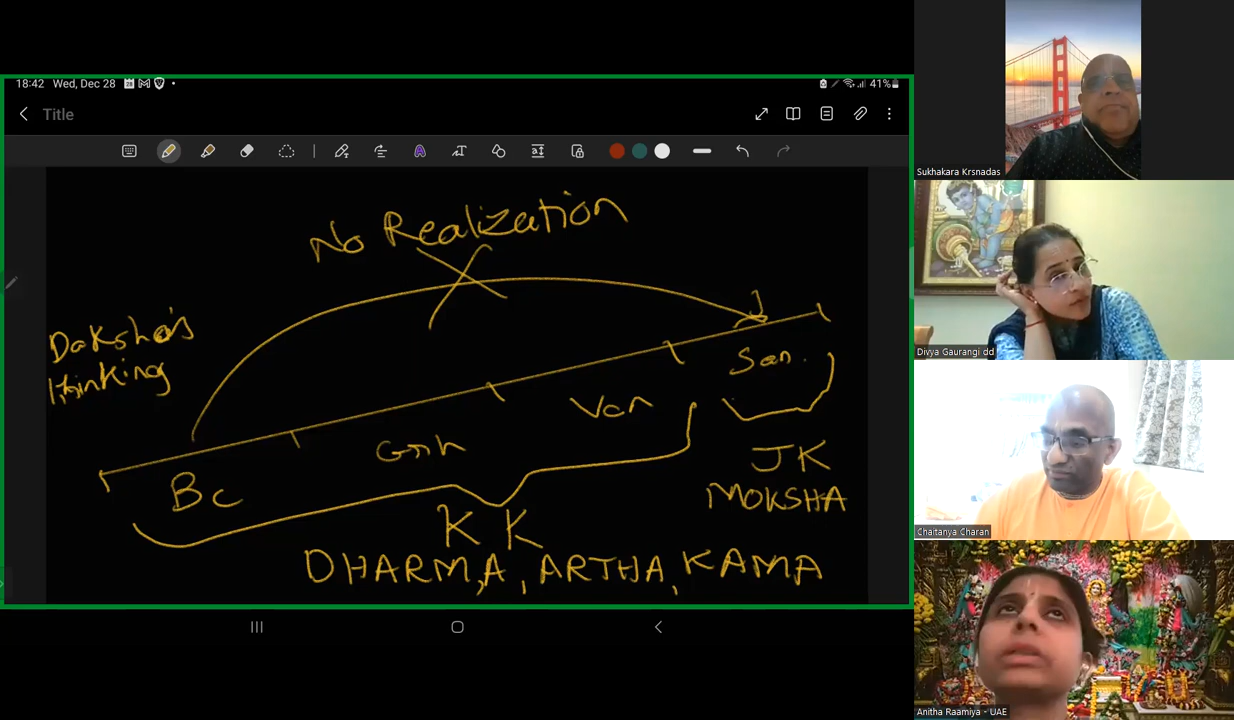 18:42 Wed, Dec 28
41%
Title
No Realization
Daksha's
thinking
San.
Van
Grh
Bc
JK
MOKSHA
KK
DHARMA, ARTHA, KAMA
Sukhakara Krsnadas
Divya Gaurangi dd
Chaitanya Charan
Anitha Raamiya - UAE